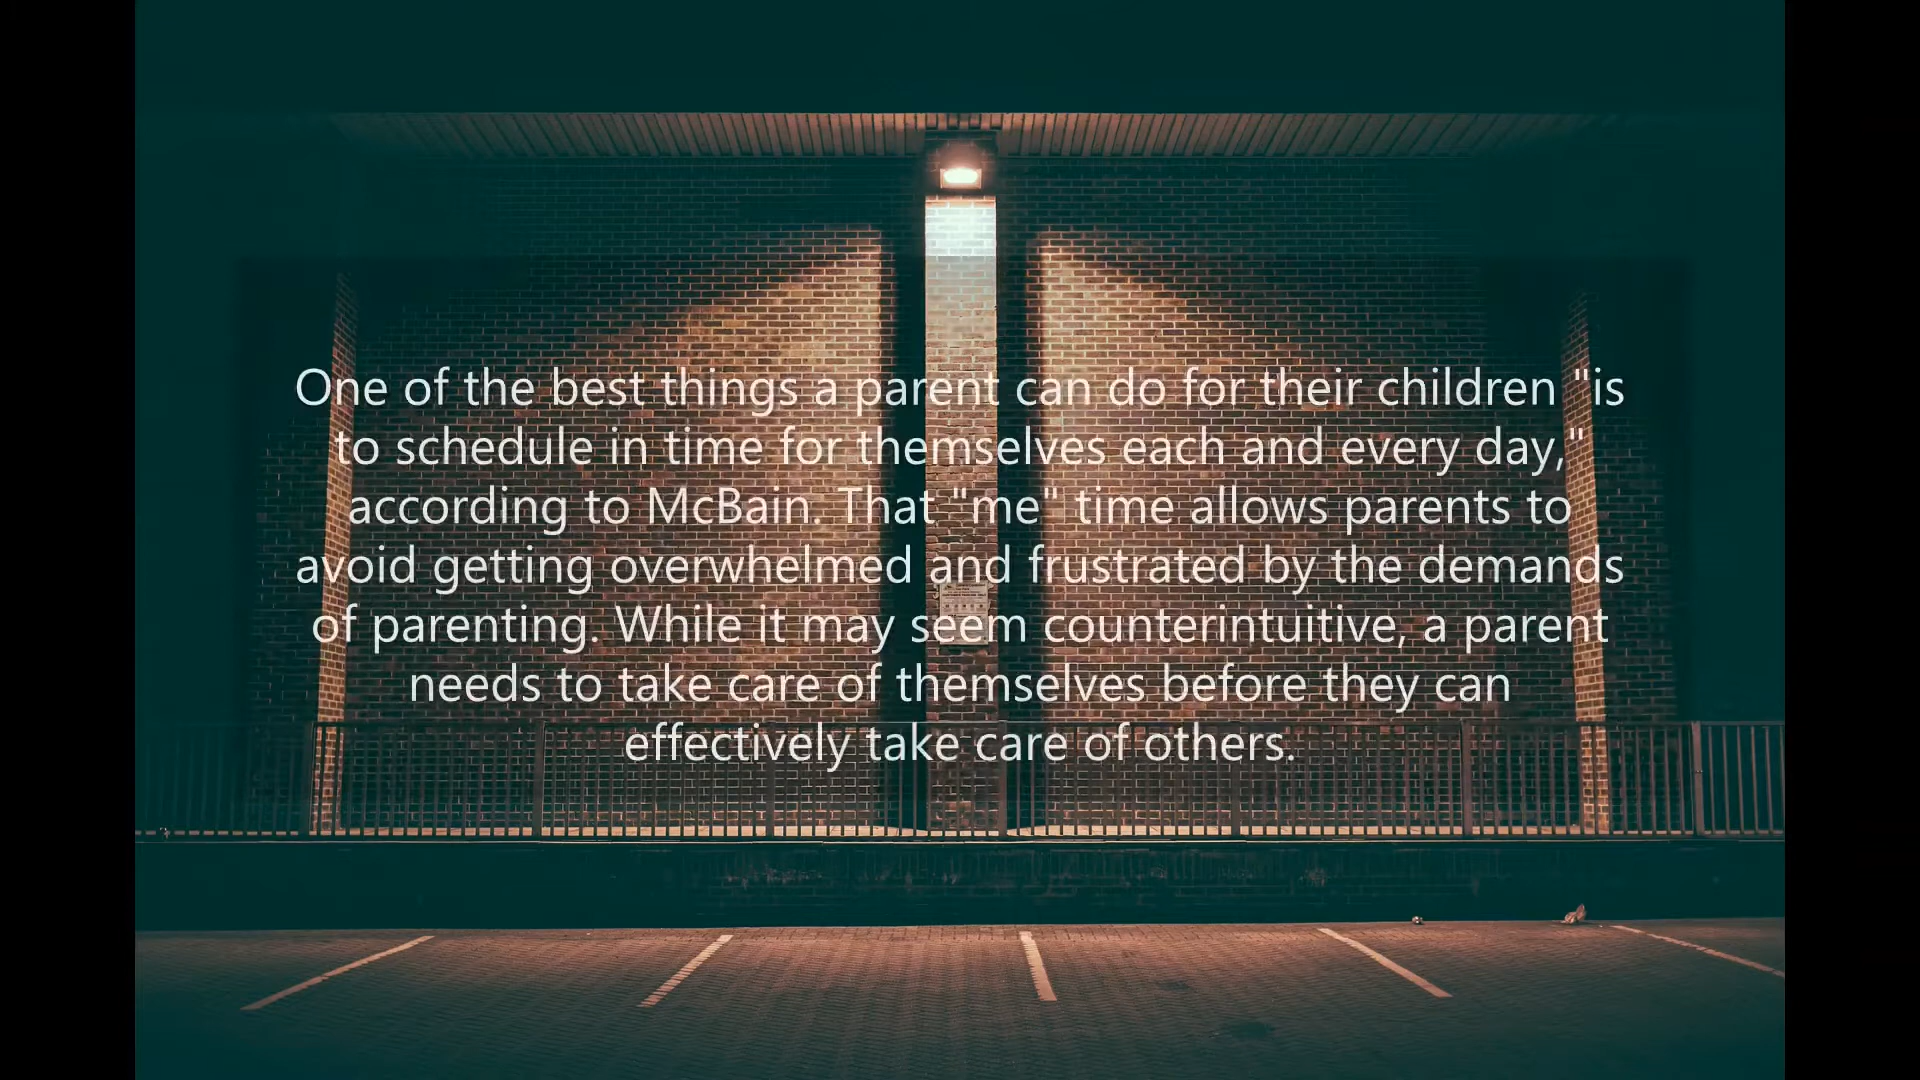 One of the best things a parent can do for their children "is
to schedule in time for themselves each and every day,"
according to McBain. That "me" time allows parents to
avoid getting overwhelmed and frustrated by the demands
of parenting. While it may seem counterintuitive, a parent
needs to take care of themselves before they can
effectively take care of others.